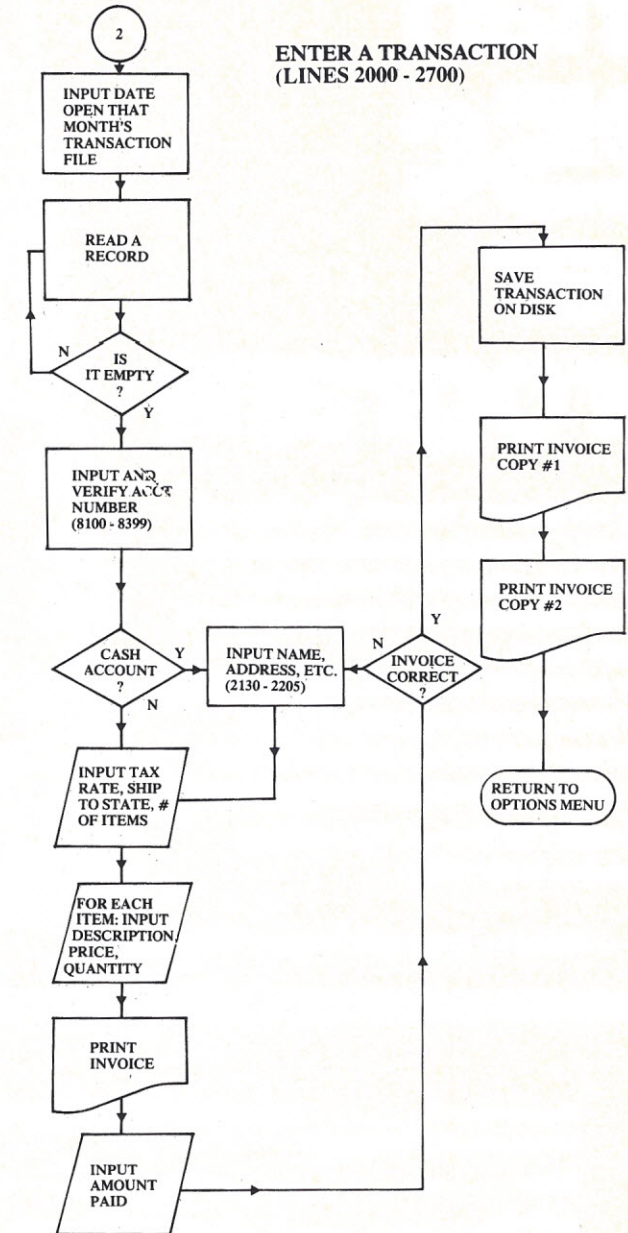 2
ENTER A TRANSACTION
(LINES 2000 - 2700)
INPUT DATE
OPEN THAT
MONTH'S
TRANSACTION
FILE
READ A
RECORD
N
IS
IT EMPTY
?
Y
INPUT AND
VERIFY ACCT
NUMBER
(8100 - 8399)
CASH
ACCOUNT
?
Y
N
INPUT NAME,
ADDRESS, ETC.
(2130 - 2205)
INPUT TAX
RATE, SHIP
TO STATE, #
OF ITEMS
FOR EACH
ITEM: INPUT
DESCRIPTION,
PRICE,
QUANTITY
PRINT
INVOICE
INPUT
AMOUNT
PAID
N
Y
INVOICE
CORRECT
?
SAVE
TRANSACTION
ON DISK
PRINT INVOICE
COPY #1
PRINT INVOICE
COPY #2
RETURN TO
OPTIONS MENU